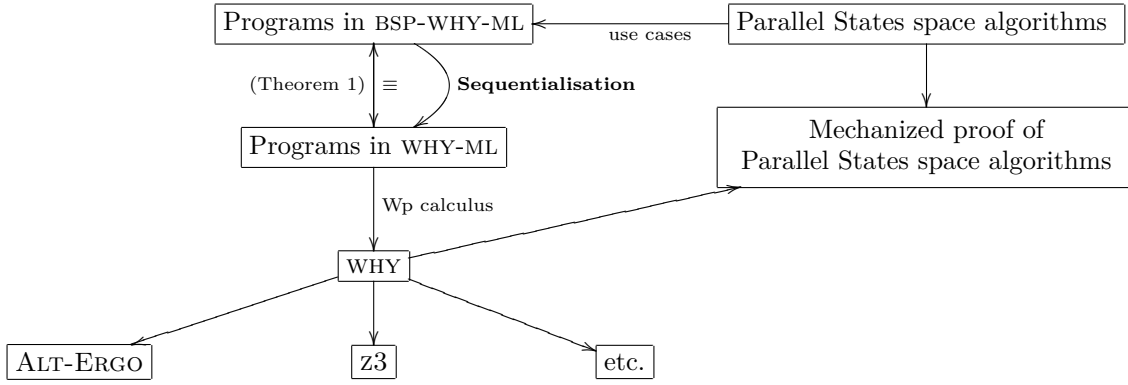 Programs in BSP-WHY-ML
Parallel States space algorithms
use cases
(Theorem 1) ≡
Sequentialisation
Programs in WHY-ML
Mechanized proof of
Parallel States space algorithms
Wp calculus
WHY
ALT-ERGO
Z3
etc.